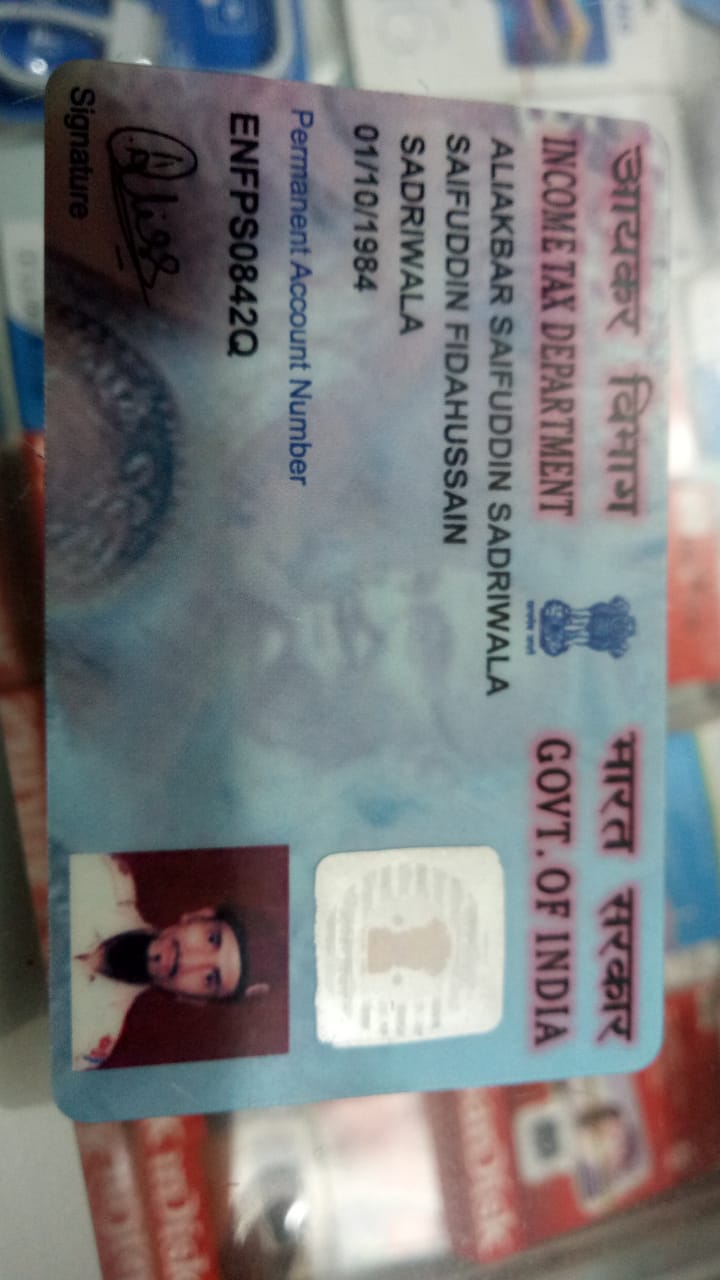 आयकर विभाग
INCOME TAX DEPARTMENT
भारत सरकार
GOVT. OF INDIA
ALIAKBAR SAIFUDDIN SADRIWALA
SAIFUDDIN FIDAHUSSAIN
SADRIWALA
01/10/1984
Permanent Account Number
ENFPS0842Q
Signature